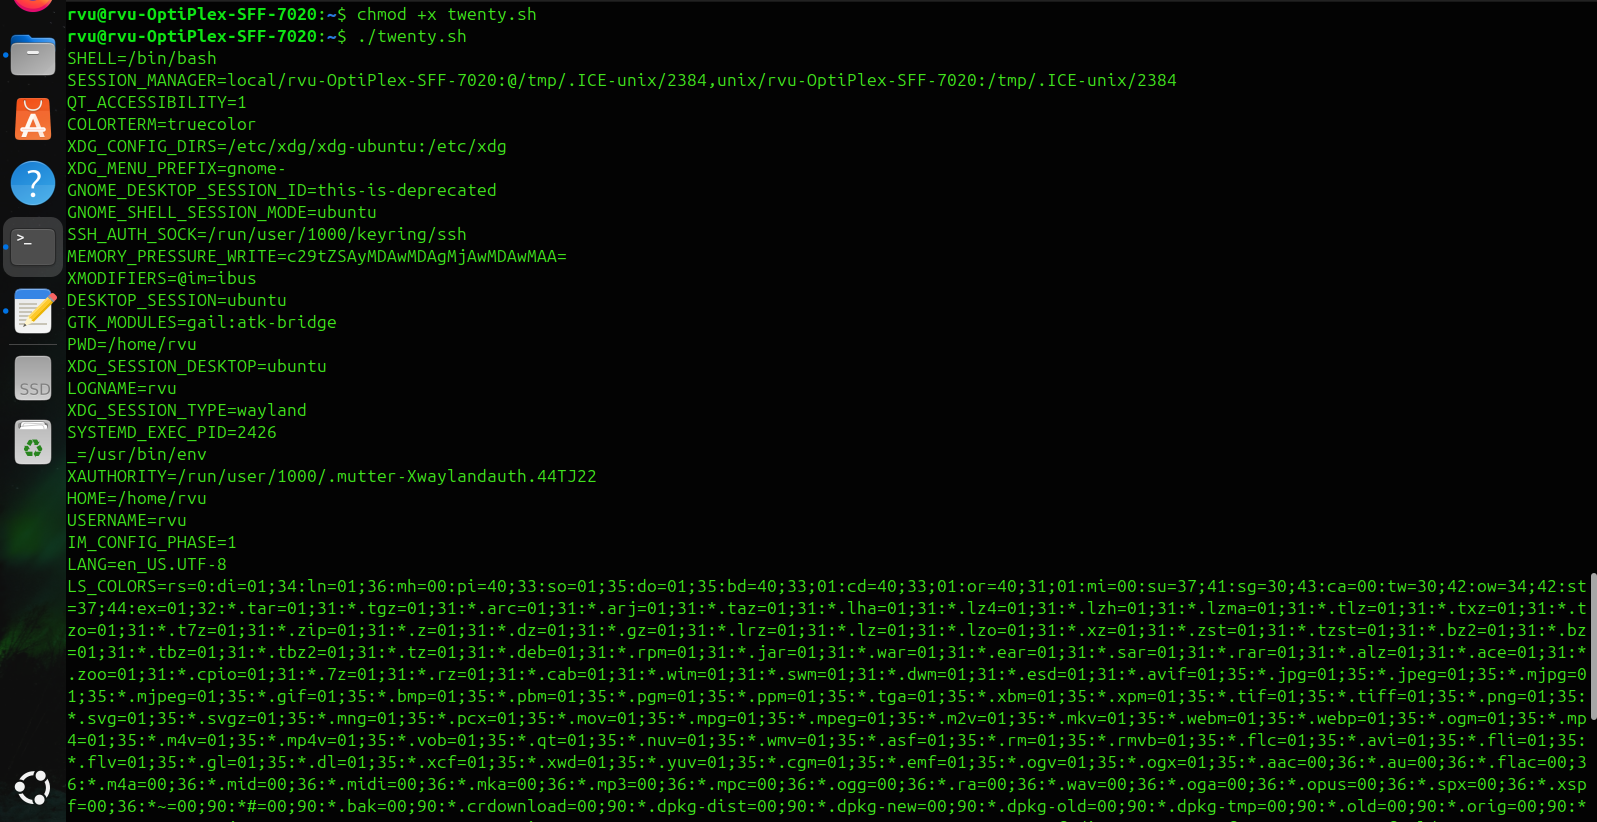 rvu@rvu-OptiPlex-SFF-7020:~$ chmod +x twenty.sh
rvu@rvu-OptiPlex-SFF-7020:~$ ./twenty.sh
SHELL=/bin/bash
SESSION_MANAGER=local/rvu-OptiPlex-SFF-7020:@/tmp/.ICE-unix/2384,unix/rvu-OptiPlex-SFF-7020:/tmp/.ICE-unix/2384
QT_ACCESSIBILITY=1
COLORTERM=truecolor
XDG_CONFIG_DIRS=/etc/xdg/xdg-ubuntu:/etc/xdg
XDG_MENU_PREFIX=gnome-
GNOME_DESKTOP_SESSION_ID=this-is-deprecated
GNOME_SHELL_SESSION_MODE=ubuntu
SSH_AUTH_SOCK=/run/user/1000/keyring/ssh
MEMORY_PRESSURE_WRITE=c29tZSAyMDAwMDAgMjAwMDAwMAA=
XMODIFIERS=@im=ibus
DESKTOP_SESSION=ubuntu
GTK_MODULES=gail:atk-bridge
PWD=/home/rvu
XDG_SESSION_DESKTOP=ubuntu
LOGNAME=rvu
XDG_SESSION_TYPE=wayland
SYSTEMD_EXEC_PID=2426
_=/usr/bin/env
XAUTHORITY=/run/user/1000/.mutter-Xwaylandauth.44TJ22
HOME=/home/rvu
USERNAME=rvu
IM_CONFIG_PHASE=1
LANG=en_US.UTF-8
LS_COLORS=rs=0:di=01;34:ln=01;36:mh=00:pi=40;33:so=01;35:do=01;35:bd=40;33;01:cd=40;33;01:or=40;31;01:mi=00:su=37;41:sg=30;43:ca=00:tw=30;42:ow=34;42:st
=37;44:ex=01;32:*.tar=01;31:*.tgz=01;31:*.arc=01;31:*.arj=01;31:*.taz=01;31:*.lha=01;31:*.lz4=01;31:*.lzh=01;31:*.lzma=01;31:*.tlz=01;31:*.txz=01;31:*.t
zo=01;31:*.t7z=01;31:*.zip=01;31:*.z=01;31:*.dz=01;31:*.gz=01;31:*.lrz=01;31:*.lz=01;31:*.lzo=01;31:*.xz=01;31:*.zst=01;31:*.tzst=01;31:*.bz2=01;31:*.bz
=01;31:*.tbz=01;31:*.tbz2=01;31:*.tz=01;31:*.deb=01;31:*.rpm=01;31:*.jar=01;31:*.war=01;31:*.ear=01;31:*.sar=01;31:*.rar=01;31:*.alz=01;31:*.ace=01;31:*
.zoo=01;31:*.cpio=01;31:*.7z=01;31:*.rz=01;31:*.cab=01;31:*.wim=01;31:*.swm=01;31:*.dwm=01;31:*.esd=01;31:*.avif=01;35:*.jpg=01;35:*.jpeg=01;35:*.mjpg=0
1;35:*.mjpeg=01;35:*.gif=01;35:*.bmp=01;35:*.pbm=01;35:*.pgm=01;35:*.ppm=01;35:*.tga=01;35:*.xbm=01;35:*.xpm=01;35:*.tif=01;35:*.tiff=01;35:*.png=01;35:
*.svg=01;35:*.svgz=01;35:*.mng=01;35:*.pcx=01;35:*.mov=01;35:*.mpg=01;35:*.mpeg=01;35:*.m2v=01;35:*.mkv=01;35:*.webm=01;35:*.webp=01;35:*.ogm=01;35:*.mp
4=01;35:*.m4v=01;35:*.mp4v=01;35:*.vob=01;35:*.qt=01;35:*.nuv=01;35:*.wmv=01;35:*.asf=01;35:*.rm=01;35:*.rmvb=01;35:*.flc=01;35:*.avi=01;35:*.fli=01;35:
*.flv=01;35:*.gl=01;35:*.dl=01;35:*.xcf=01;35:*.xwd=01;35:*.yuv=01;35:*.cgm=01;35:*.emf=01;35:*.ogv=01;35:*.ogx=01;35:*.aac=00;36:*.au=00;36:*.flac=00;3
6:*.m4a=00;36:*.mid=00;36:*.midi=00;36:*.mka=00;36:*.mp3=00;36:*.mpc=00;36:*.ogg=00;36:*.ra=00;36:*.wav=00;36:*.oga=00;36:*.opus=00;36:*.spx=00;36:*.xsp
f=00;36:*~=00;90:*#=00;90:*.bak=00;90:*.crdownload=00;90:*.dpkg-dist=00;90:*.dpkg-new=00;90:*.dpkg-old=00;90:*.dpkg-tmp=00;90:*.old=00;90:*.orig=00;90:*
SSD